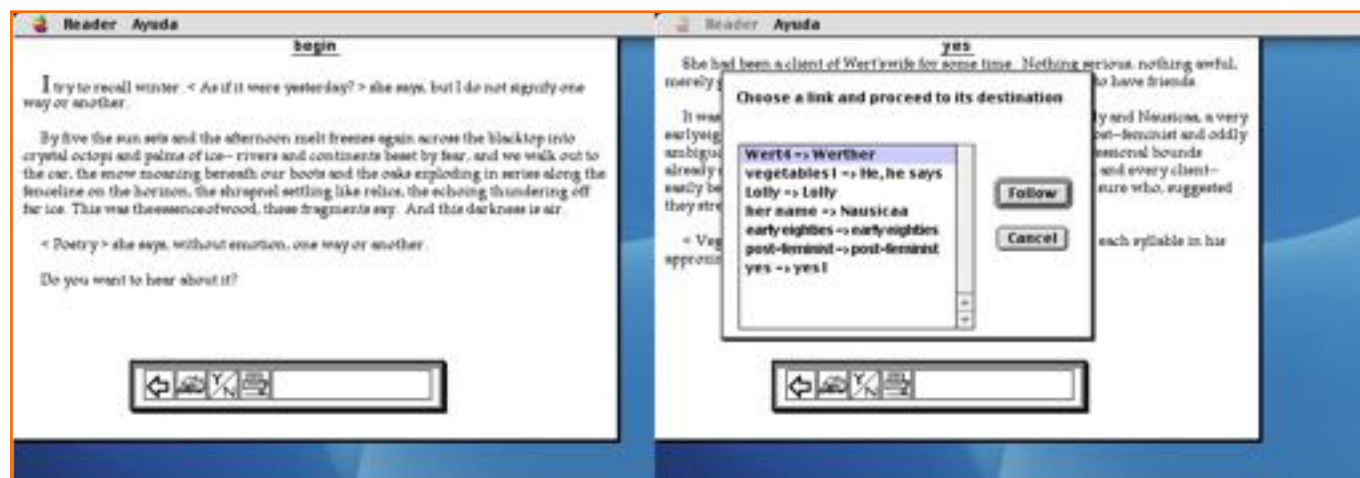 Reader Ayuda
begin
I try to recall winter. < As if it were yesterday? > she says, but I do not signify one
way or another.
By five the sun sets and the afternoon melt freezes again across the blacktop into
crystal octopi and palms of ice-- rivers and continents beset by fear, and we walk out to
the car, the snow moaning beneath our boots and the oaks exploding in series along the
fenceline on the horizon, the shrapnel settling like relics, the echoing thundering off
far ice. This was the essence of wood, these fragments say. And this darkness is air.
< Poetry > she says, without emotion, one way or another.
Do you want to hear about it?
Y/N
Reader Ayuda
yes
She had been a client of Wert's wife for some time. Nothing serious, nothing awful,
merely
to have friends.
It was
y and Nausicaa, a very
early
ost-feminist and oddly
ambigu
essional bounds
already
and every client--
easily be
sure who, suggested
they stre
< Veg
each syllable in his
approxi
Choose a link and proceed to its destination
Wert4 -> Werther
vegetables1 -> He, he says
Lolly -> Lolly
her name -> Nausicaa
early eighties -> early eighties
post-feminist -> post-feminist
yes -> yes1
Follow
Cancel
Y/N